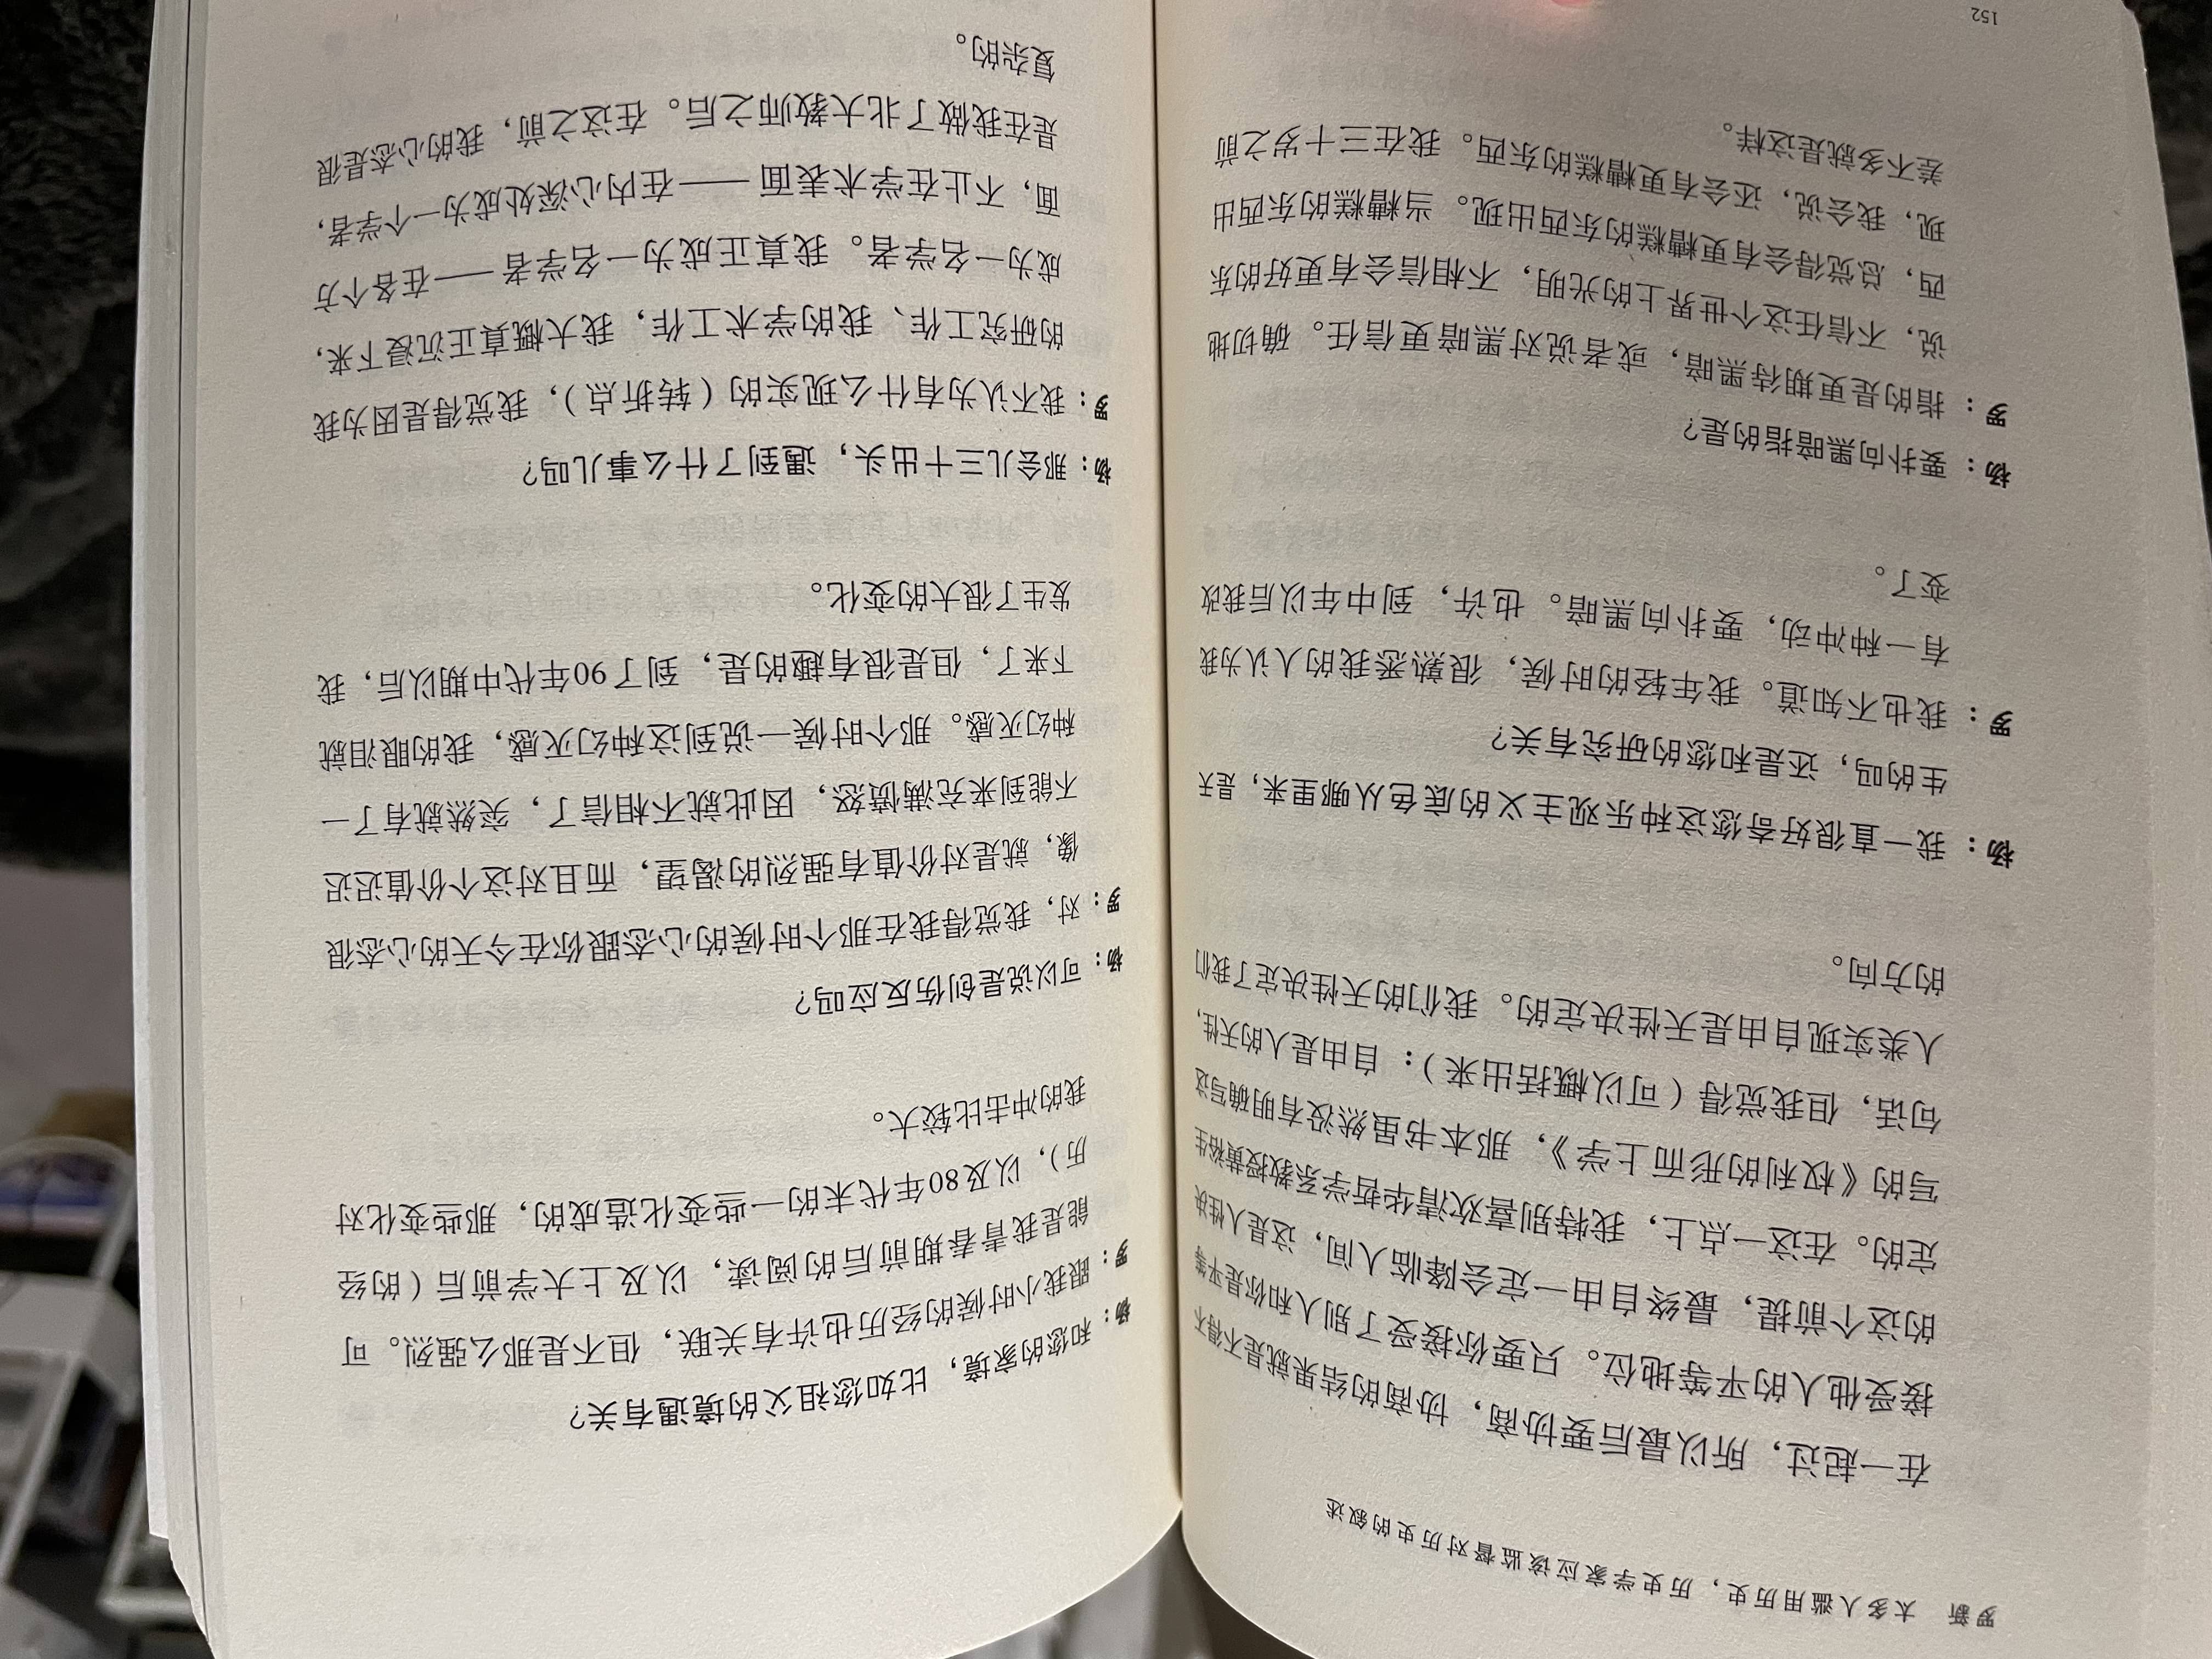 罗新　太多人滥用历史，历史学家应该监督对历史的叙述
在一起过，所以最后要协商，协商的结果就是不得不
接受他人的平等地位。只要你接受了别人和你是平等
的这个前提，最终自由一定会降临人间，这是人性决
定的。在这一点上，我特别喜欢清华哲学系教授黄裕生
写的《权利的形而上学》，那本书虽然没有明确写这
句话，但我觉得（可以概括出来）：自由是人的天性，
人类实现自由是天性决定的。我们的天性决定了我们
的方向。
杨：我一直很好奇您这种乐观主义的底色从哪里来，是天
生的吗，还是和您的研究有关？
罗：我也不知道。我年轻的时候，很熟悉我的人认为我
有一种冲动，要扑向黑暗。也许，到中年以后我改
变了。
杨：要扑向黑暗指的是？
罗：指的是更期待黑暗，或者说对黑暗更信任。确切地
说，不信任这个世界上的光明，不相信会有更好的东
西，总觉得会有更糟糕的东西出现。当糟糕的东西出
现，我会说，还会有更糟糕的东西。我在三十岁之前
差不多就是这样。
152
杨：和您的家境，比如您祖父的境遇有关？
罗：跟我小时候的经历也许有关联，但不是那么强烈。可
能是我青春期前后的阅读，以及上大学前后（的经
历），以及80年代末的一些变化造成的，那些变化对
我的冲击比较大。
杨：可以说是创伤反应吗？
罗：对，我觉得我在那个时候的心态跟你在今天的心态很
像，就是对价值有强烈的渴望，而且对这个价值迟迟
不能到来充满愤怒，因此就不相信了，突然就有了一
种幻灭感。那个时候一说到这种幻灭感，我的眼泪就
下来了，但是很有趣的是，到了90年代中期以后，我
发生了很大的变化。
杨：那会儿三十出头，遇到了什么事儿吗？
罗：我不认为有什么现实的（转折点），我觉得是因为我
的研究工作、我的学术工作，我大概真正沉浸下来，
成为一名学者。我真正成为一名学者——在各个方
面，不止在学术表面——在内心深处成为一个学者，
是在我做了北大教师之后。在这之前，我的心态是很
复杂的。